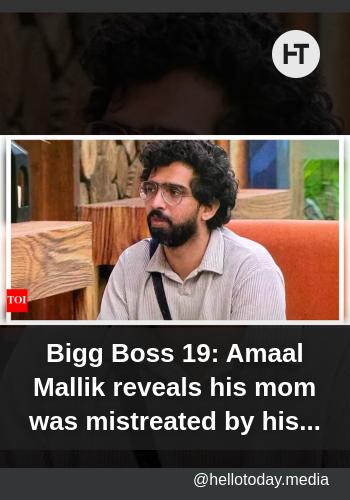 HT
TOI
Bigg Boss 19: Amaal
Mallik reveals his mom
was mistreated by his...
@hellotoday.media